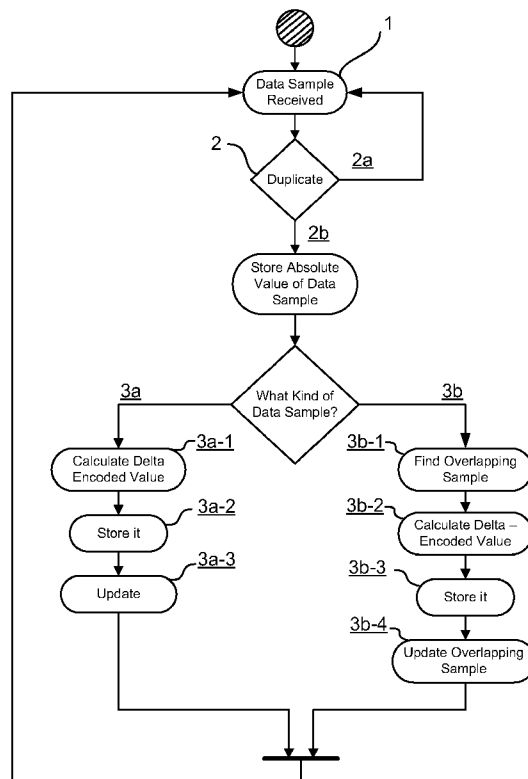 1
Data Sample
Received
2
2a
Duplicate
2b
Store Absolute
Value of Data
Sample
3a
What Kind of
Data Sample?
3b
3a-1
Calculate Delta
Encoded Value
3a-2
Store it
3a-3
Update
3b-1
Find Overlapping
Sample
3b-2
Calculate Delta –
Encoded Value
3b-3
Store it
3b-4
Update Overlapping
Sample